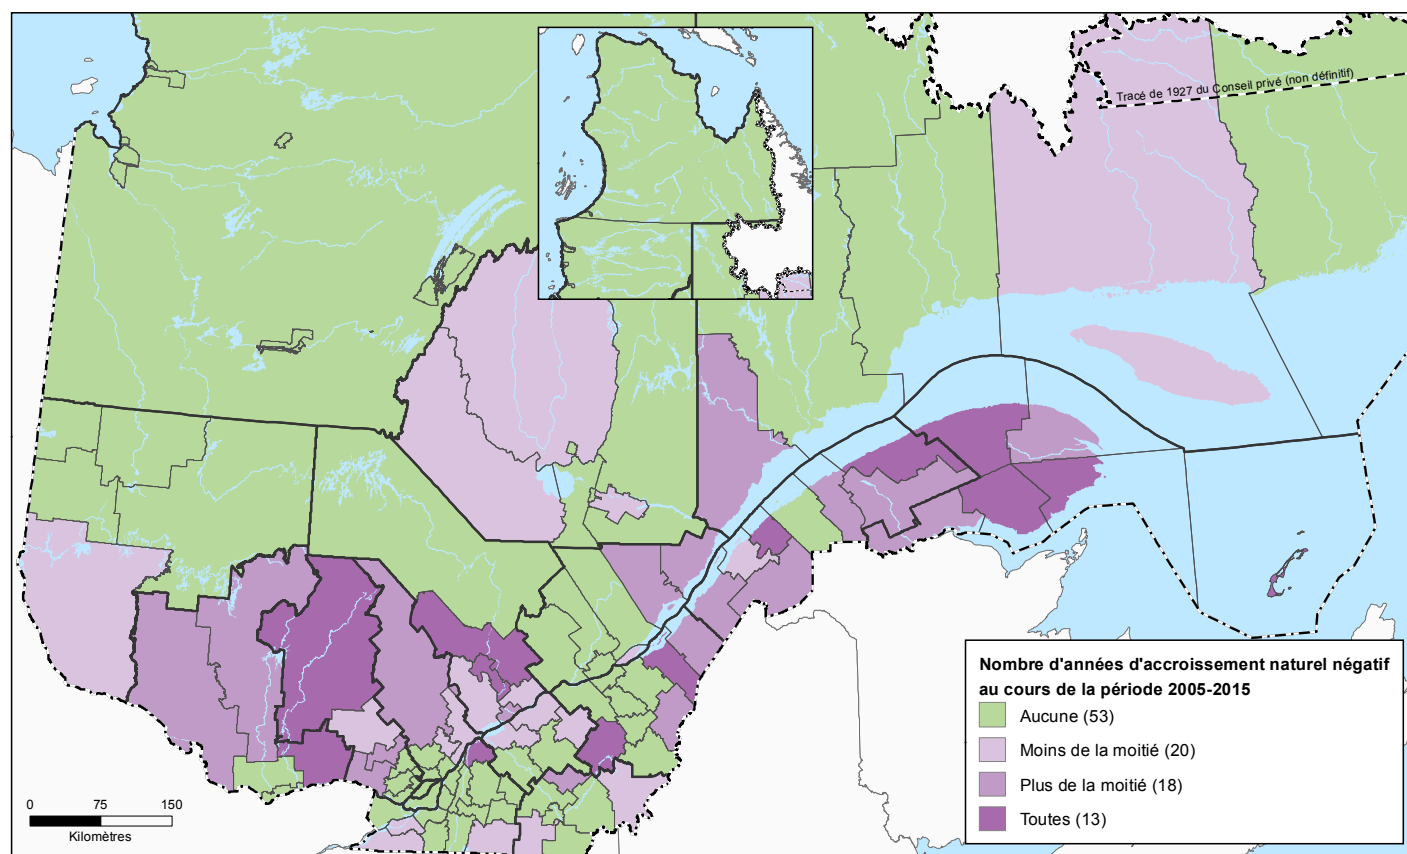 Tracé de 1927 du Conseil privé (non définitif)
Nombre d'années d'accroissement naturel négatif
au cours de la période 2005-2015
Aucune (53)
Moins de la moitié (20)
Plus de la moitié (18)
Toutes (13)
0 75 150
Kilomètres